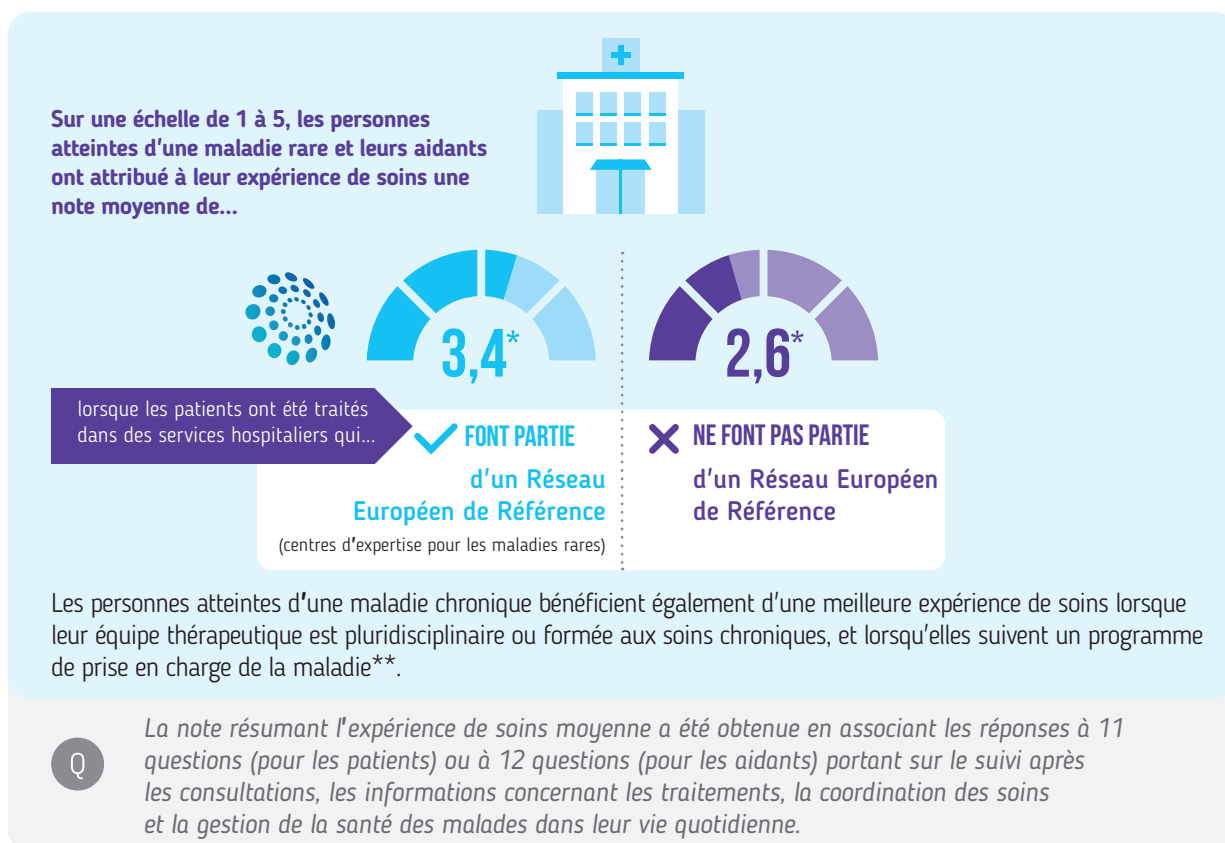 Sur une échelle de 1 à 5, les personnes
atteintes d'une maladie rare et leurs aidants
ont attribué à leur expérience de soins une
note moyenne de...
3,4*
2,6*
lorsque les patients ont été traités
dans des services hospitaliers qui...
FONT PARTIE
d'un Réseau
Européen de Référence
(centres d'expertise pour les maladies rares)
NE FONT PAS PARTIE
d'un Réseau Européen
de Référence
Les personnes atteintes d'une maladie chronique bénéficient également d'une meilleure expérience de soins lorsque
leur équipe thérapeutique est pluridisciplinaire ou formée aux soins chroniques, et lorsqu'elles suivent un programme
de prise en charge de la maladie**.
Q
La note résumant l'expérience de soins moyenne a été obtenue en associant les réponses à 11
questions (pour les patients) ou à 12 questions (pour les aidants) portant sur le suivi après
les consultations, les informations concernant les traitements, la coordination des soins
et la gestion de la santé des malades dans leur vie quotidienne.